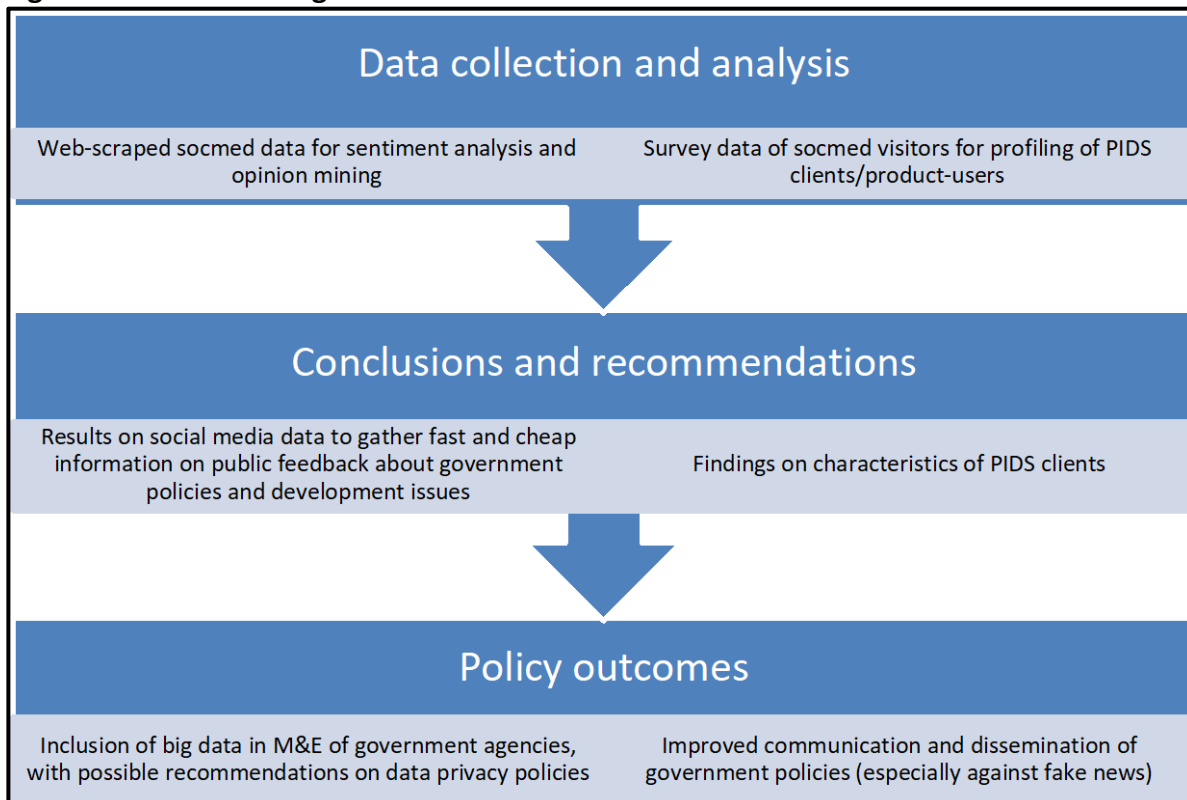 Data collection and analysis
Web-scraped socmed data for sentiment analysis and
opinion mining
Survey data of socmed visitors for profiling of PIDS
clients/product-users
Conclusions and recommendations
Results on social media data to gather fast and cheap
information on public feedback about government
policies and development issues
Findings on characteristics of PIDS clients
Policy outcomes
Inclusion of big data in M&E of government agencies,
with possible recommendations on data privacy policies
Improved communication and dissemination of
government policies (especially against fake news)